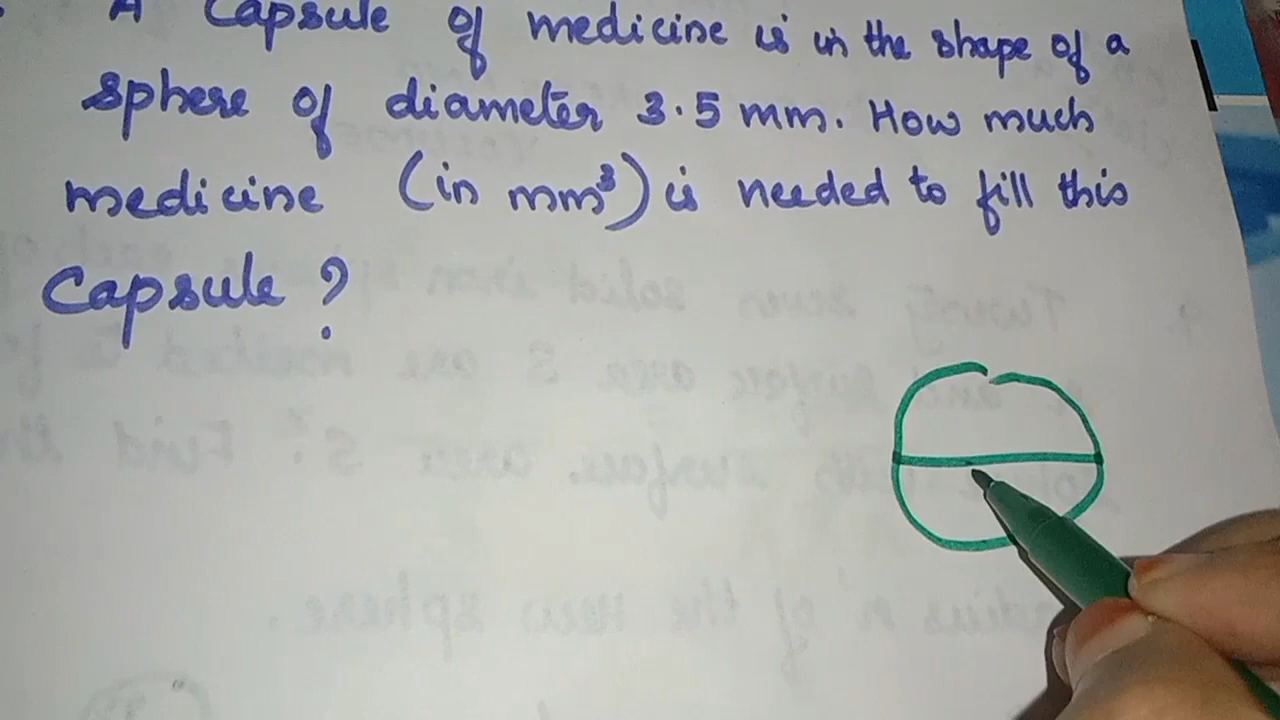 A Capsule of medicine is in the shape of a
sphere of diameter 3.5 mm. How much
medicine (in mm³) is needed to fill this
Capsule ?